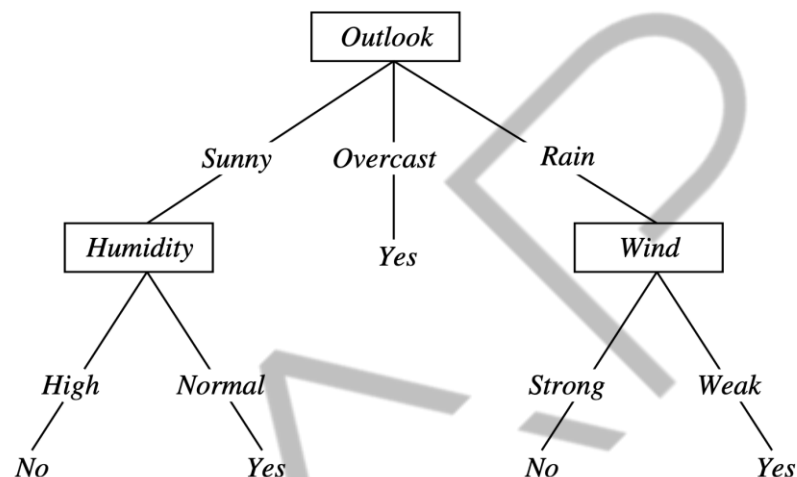 Outlook
Sunny Overcast Rain
Humidity Yes Wind
High Normal Strong Weak
No Yes No Yes